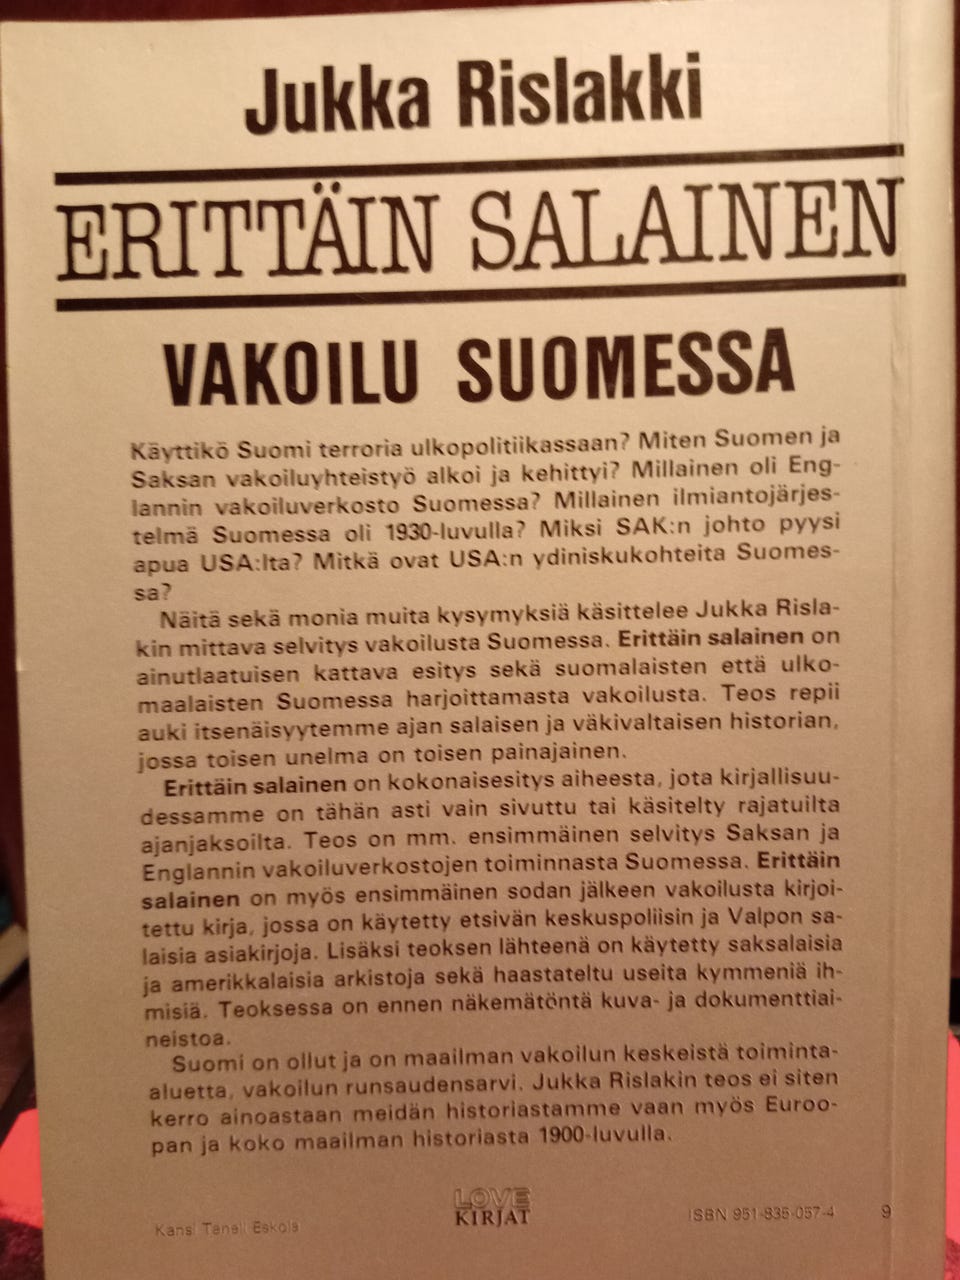 Jukka Rislakki
ERITTÄIN SALAINEN
VAKOILU SUOMESSA
Käyttikö Suomi terroria ulkopolitiikassaan? Miten Suomen ja
Saksan vakoiluyhteistyö alkoi ja kehittyi? Millainen oli Eng-
lannin vakoiluverkosto Suomessa? Millainen ilmiantojärjes-
telmä Suomessa oli 1930-luvulla? Miksi SAK:n johto pyysi
apua USA:lta? Mitkä ovat USA:n ydiniskukohteita Suomes-
sa?
Näitä sekä monia muita kysymyksiä käsittelee Jukka Risla-
kin mittava selvitys vakoilusta Suomessa. Erittäin salainen on
ainutlaatuisen kattava esitys sekä suomalaisten että ulko-
maalaisten Suomessa harjoittamasta vakoilusta. Teos repii
auki itsenäisyytemme ajan salaisen ja väkivaltaisen historian,
jossa toisen unelma on toisen painajainen.
Erittäin salainen on kokonaisesitys aiheesta, jota kirjallisuu-
dessamme on tähän asti vain sivuttu tai käsitelty rajatuilta
ajanjaksoilta. Teos on mm. ensimmäinen selvitys Saksan ja
Englannin vakoiluverkostojen toiminnasta Suomessa. Erittäin
salainen on myös ensimmäinen sodan jälkeen vakoilusta kirjoi-
tettu kirja, jossa on käytetty etsivän keskuspoliisin ja Valpon sa-
laisia asiakirjoja. Lisäksi teoksen lähteenä on käytetty saksalaisia
ja amerikkalaisia arkistoja sekä haastateltu useita kymmeniä ih-
misiä. Teoksessa on ennen näkemätöntä kuva- ja dokumenttiai-
neistoa.
Suomi on ollut ja on maailman vakoilun keskeistä toiminta-
aluetta, vakoilun runsaudensarvi. Jukka Rislakin teos ei siten
kerro ainoastaan meidän historiastamme vaan myös Euroo-
pan ja koko maailman historiasta 1900-luvulla.
LOVE
KIRJAT
Kansi Taneli Eskola
ISBN 951-835-057-4
9